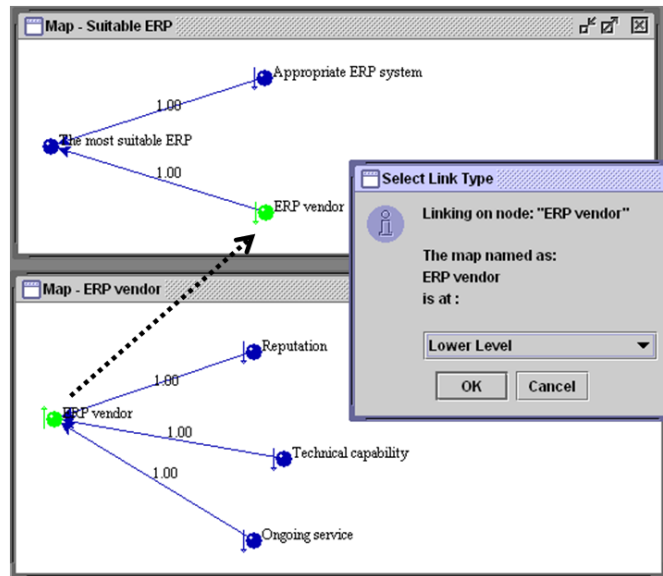 Map - Suitable ERP
Appropriate ERP system
1.00
The most suitable ERP
1.00
ERP vendor
Select Link Type
Linking on node: "ERP vendor"
The map named as:
ERP vendor
is at :
Lower Level
OK Cancel
Map - ERP vendor
Reputation
1.00
ERP vendor
1.00
Technical capability
1.00
Ongoing service